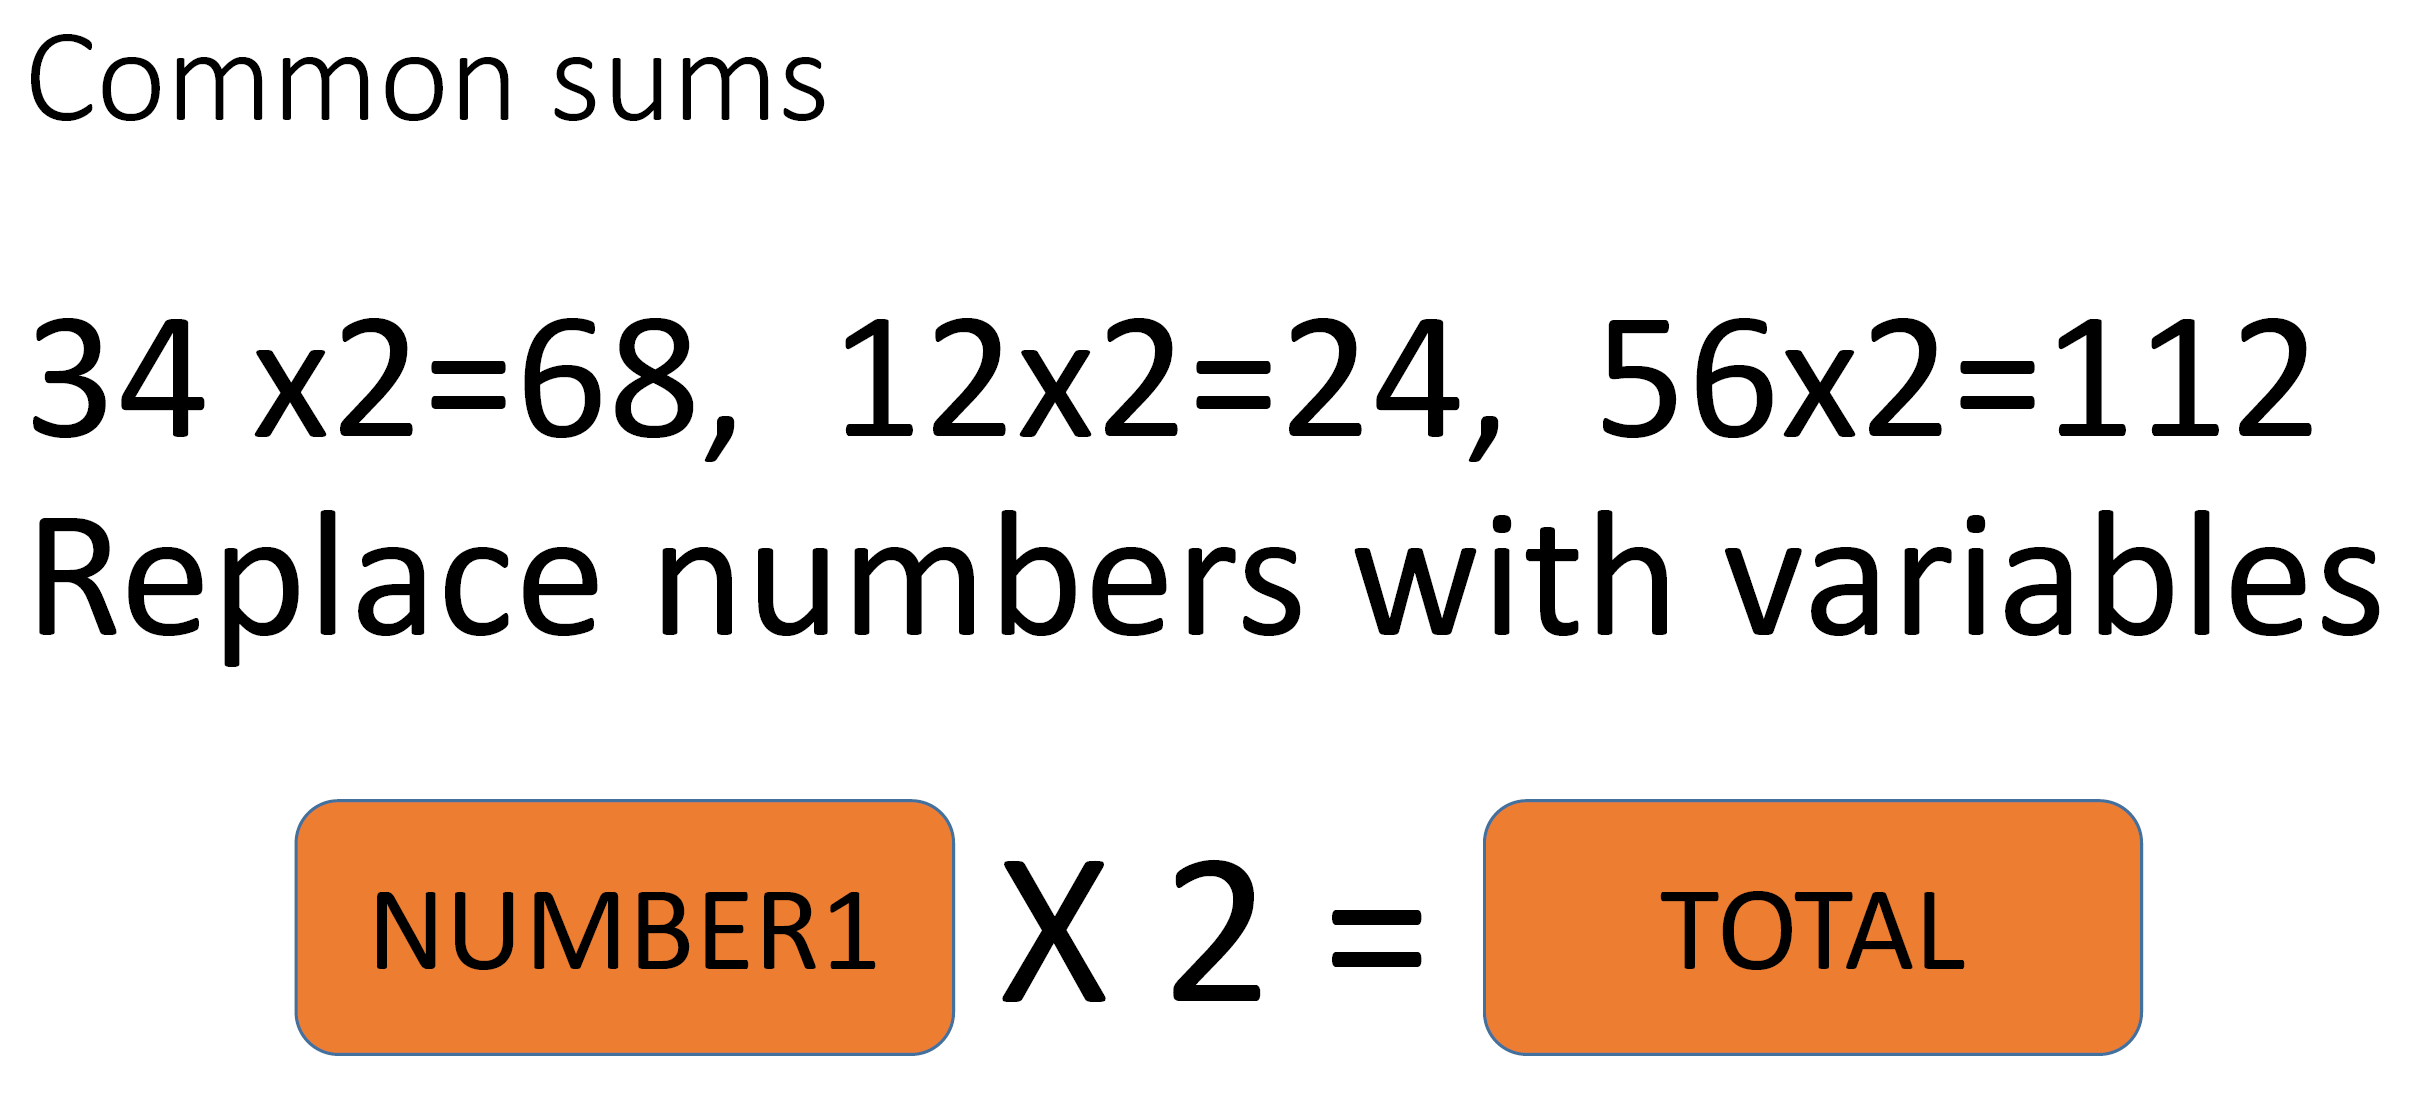 Common sums
34 x2=68, 12x2=24, 56x2=112
Replace numbers with variables
NUMBER1 X 2 = TOTAL